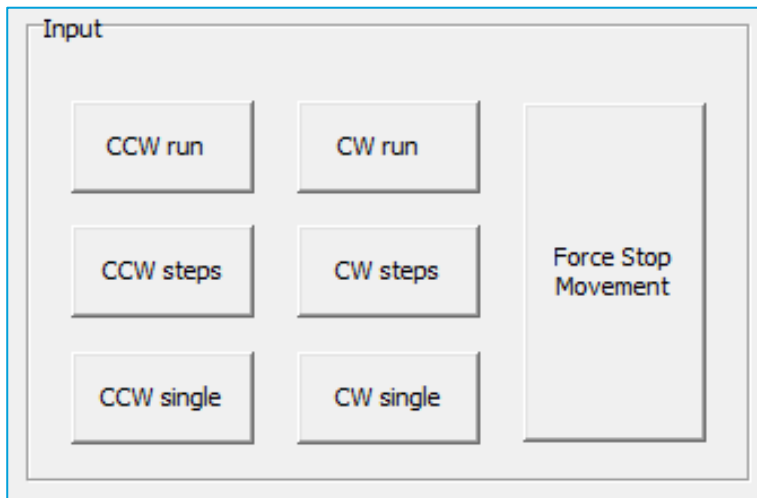 Input
CCW run
CW run
CCW steps
CW steps
Force Stop
Movement
CCW single
CW single